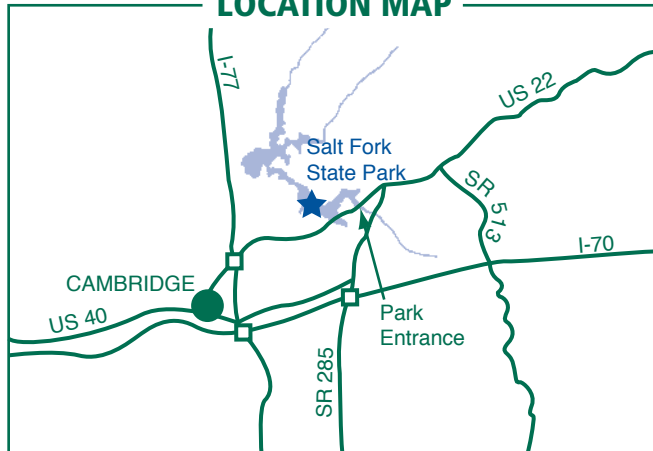 LOCATION MAP
I-77
US 22
Salt Fork
State Park
SR 513
I-70
CAMBRIDGE
US 40
Park
Entrance
SR 285